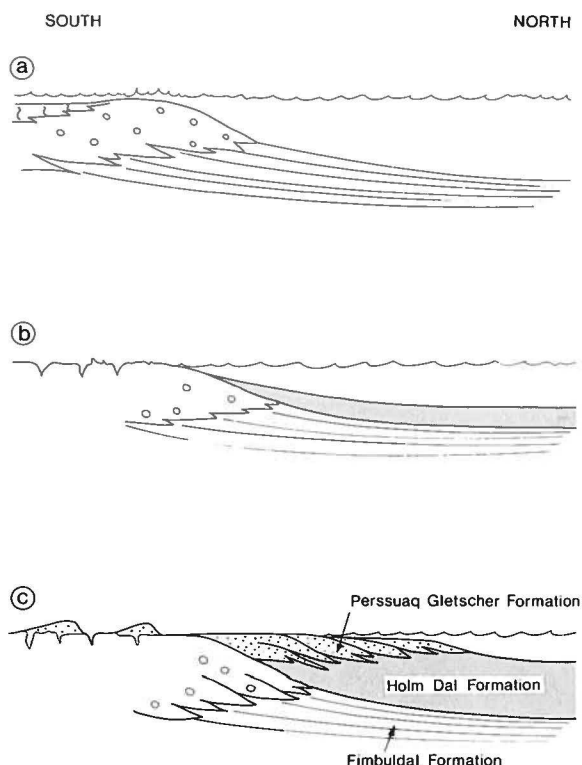 SOUTH NORTH
a
b
c
Perssuaq Gletscher Formation
Holm Dal Formation
Fimbuldal Formation